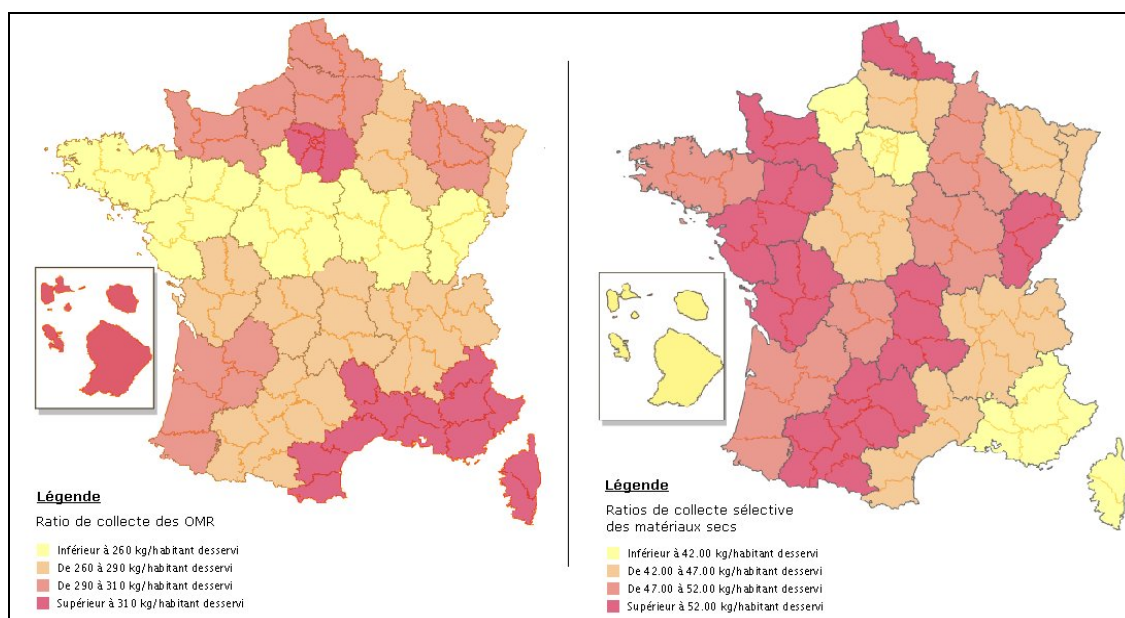 Légende
Ratio de collecte des OMR
Inférieur à 260 kg/habitant desservi
De 260 à 290 kg/habitant desservi
De 290 à 310 kg/habitant desservi
Supérieur à 310 kg/habitant desservi
Légende
Ratios de collecte sélective
des matériaux secs
Inférieur à 42.00 kg/habitant desservi
De 42.00 à 47.00 kg/habitant desservi
De 47.00 à 52.00 kg/habitant desservi
Supérieur à 52.00 kg/habitant desservi